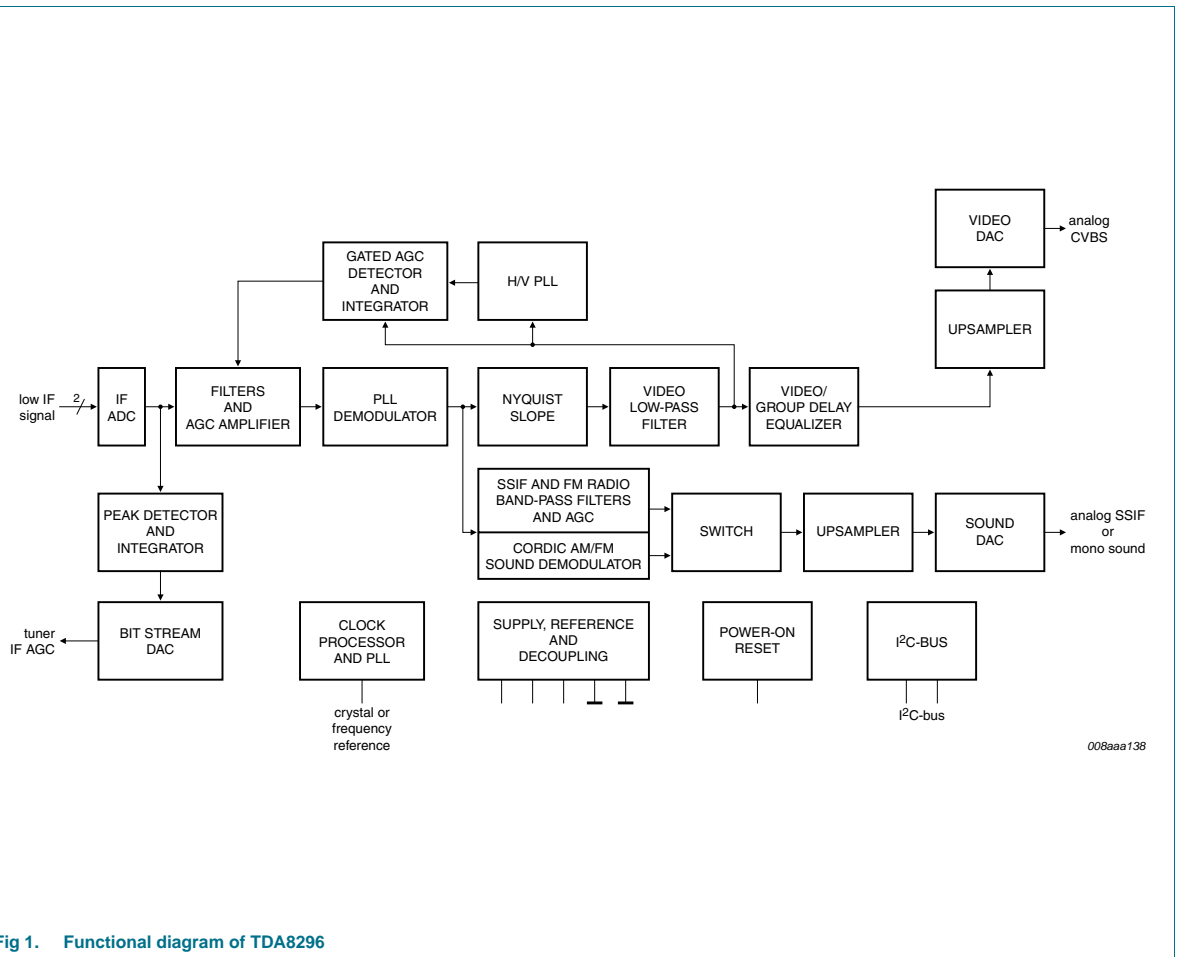 VIDEO
DAC
analog
CVBS
GATED AGC
DETECTOR
AND
INTEGRATOR
H/V PLL
UPSAMPLER
low IF
signal
2
IF
ADC
FILTERS
AND
AGC AMPLIFIER
PLL
DEMODULATOR
NYQUIST
SLOPE
VIDEO
LOW-PASS
FILTER
VIDEO/
GROUP DELAY
EQUALIZER
PEAK DETECTOR
AND
INTEGRATOR
SSIF AND FM RADIO
BAND-PASS FILTERS
AND AGC
CORDIC AM/FM
SOUND DEMODULATOR
SWITCH
UPSAMPLER
SOUND
DAC
analog SSIF
or
mono sound
tuner
IF AGC
BIT STREAM
DAC
CLOCK
PROCESSOR
AND PLL
crystal or
frequency
reference
SUPPLY, REFERENCE
AND
DECOUPLING
POWER-ON
RESET
I²C-BUS
I²C-bus
008aaa138
Fig 1. Functional diagram of TDA8296